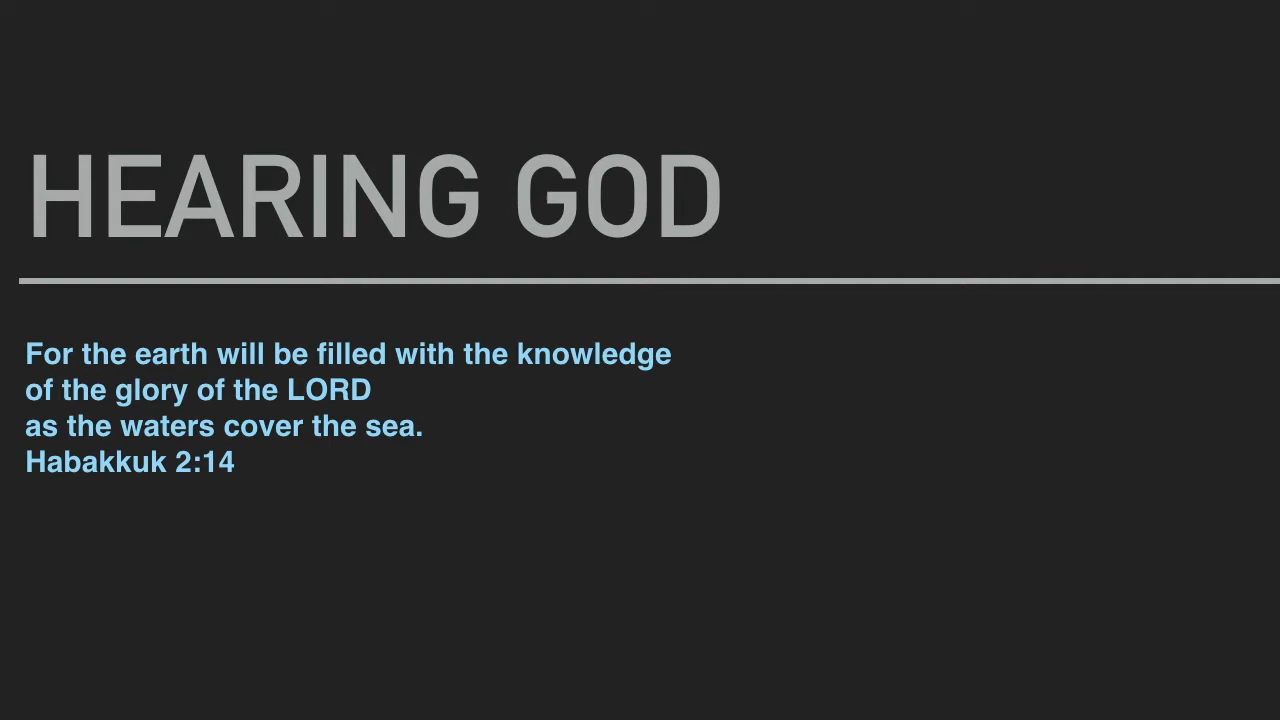 HEARING GOD
For the earth will be filled with the knowledge
of the glory of the LORD
as the waters cover the sea.
Habakkuk 2:14